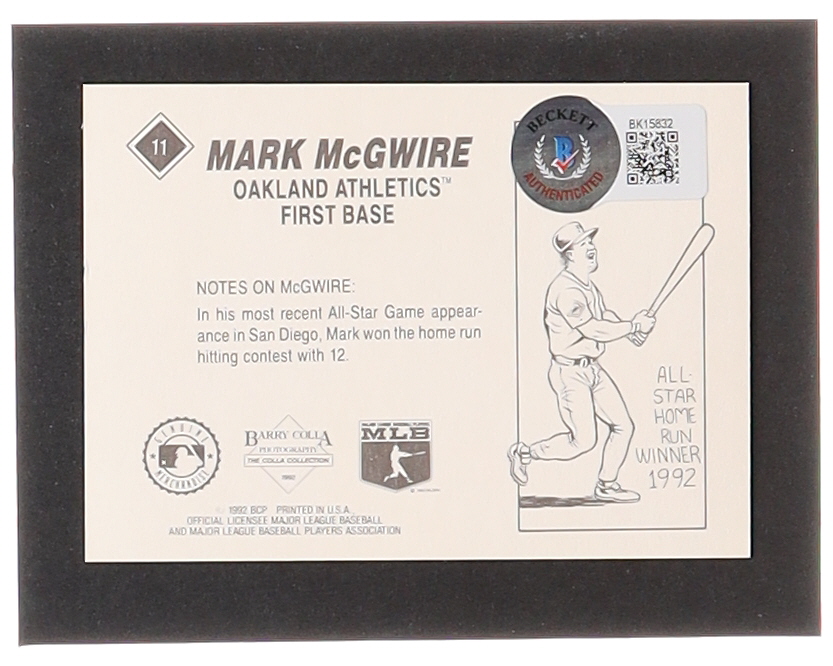 11
MARK McGWIRE
OAKLAND ATHLETICS™
FIRST BASE
BECKETT
B
AUTHENTICATED
BK15832
NOTES ON McGWIRE:
In his most recent All-Star Game appear-
ance in San Diego, Mark won the home run
hitting contest with 12.
ALL-
STAR
HOME
RUN
WINNER
1992
GENUINE
MERCHANDISE
BARRY COLLA
PHOTOGRAPHY
THE COLLA COLLECTION
1992
MLB
© 1992 BCP PRINTED IN U.S.A.,
OFFICIAL LICENSEE MAJOR LEAGUE BASEBALL
AND MAJOR LEAGUE BASEBALL PLAYERS ASSOCIATION